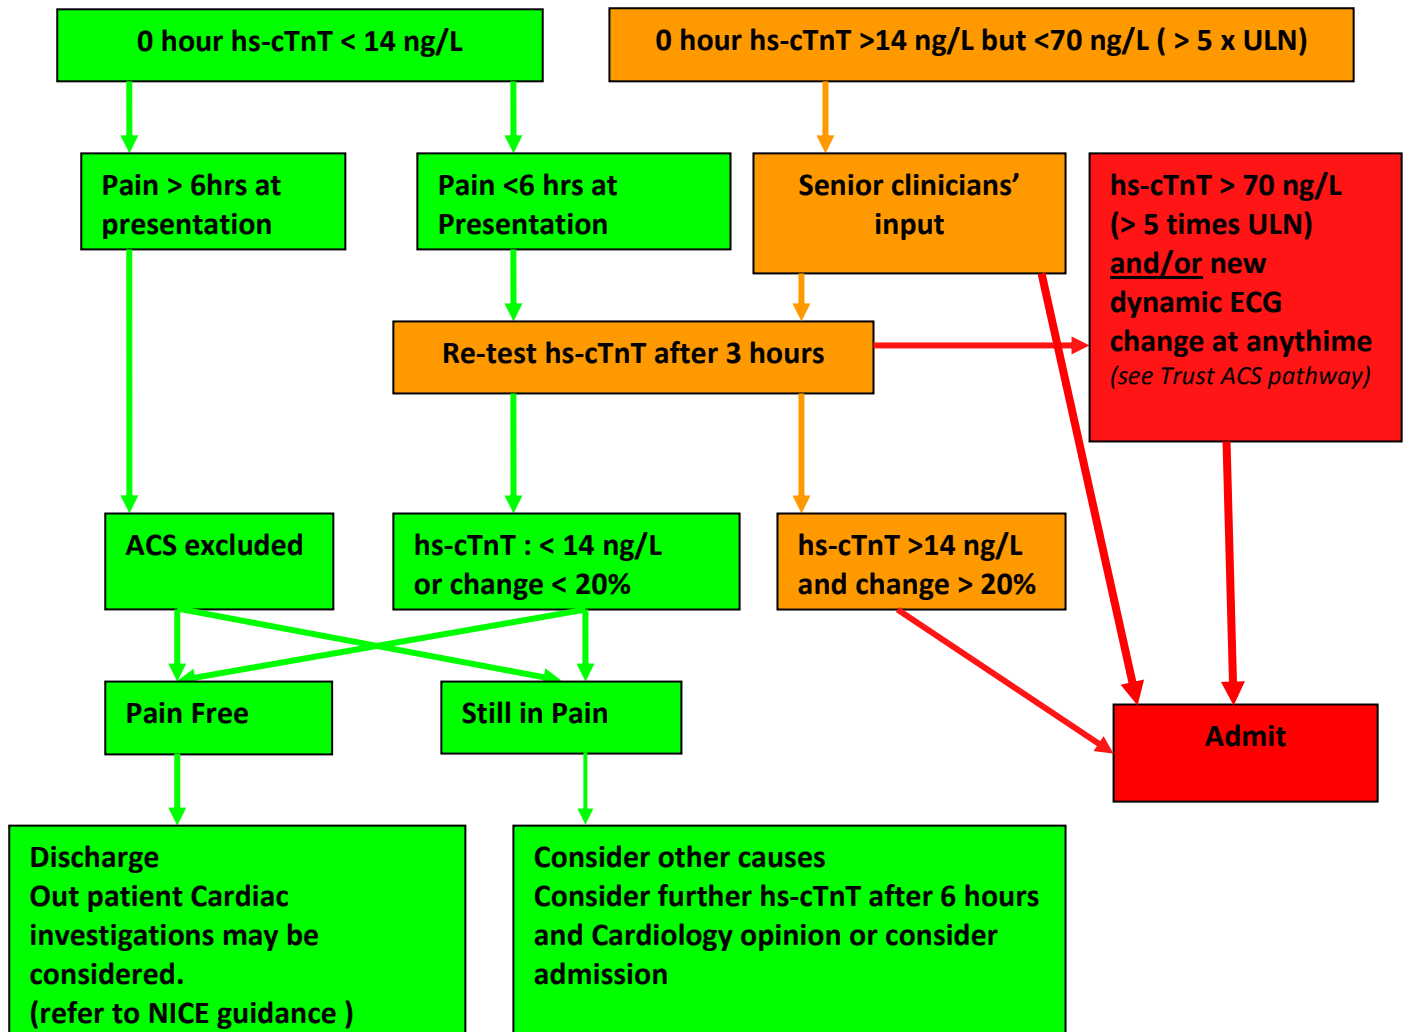 0 hour hs-cTnT < 14 ng/L
0 hour hs-cTnT >14 ng/L but <70 ng/L ( > 5 x ULN)
Pain > 6hrs at
presentation
Pain <6 hrs at
Presentation
Senior clinicians’
input
hs-cTnT > 70 ng/L
(> 5 times ULN)
and/or new
dynamic ECG
change at anythime
(see Trust ACS pathway)
Re-test hs-cTnT after 3 hours
ACS excluded
hs-cTnT : < 14 ng/L
or change < 20%
hs-cTnT >14 ng/L
and change > 20%
Pain Free
Still in Pain
Admit
Discharge
Out patient Cardiac
investigations may be
considered.
(refer to NICE guidance )
Consider other causes
Consider further hs-cTnT after 6 hours
and Cardiology opinion or consider
admission